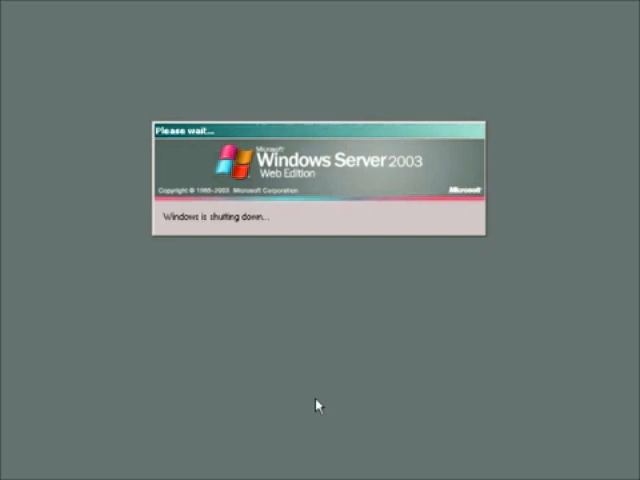 Please wait...
Microsoft
Windows Server 2003
Web Edition
Copyright © 1985-2003 Microsoft Corporation
Microsoft
Windows is shutting down...